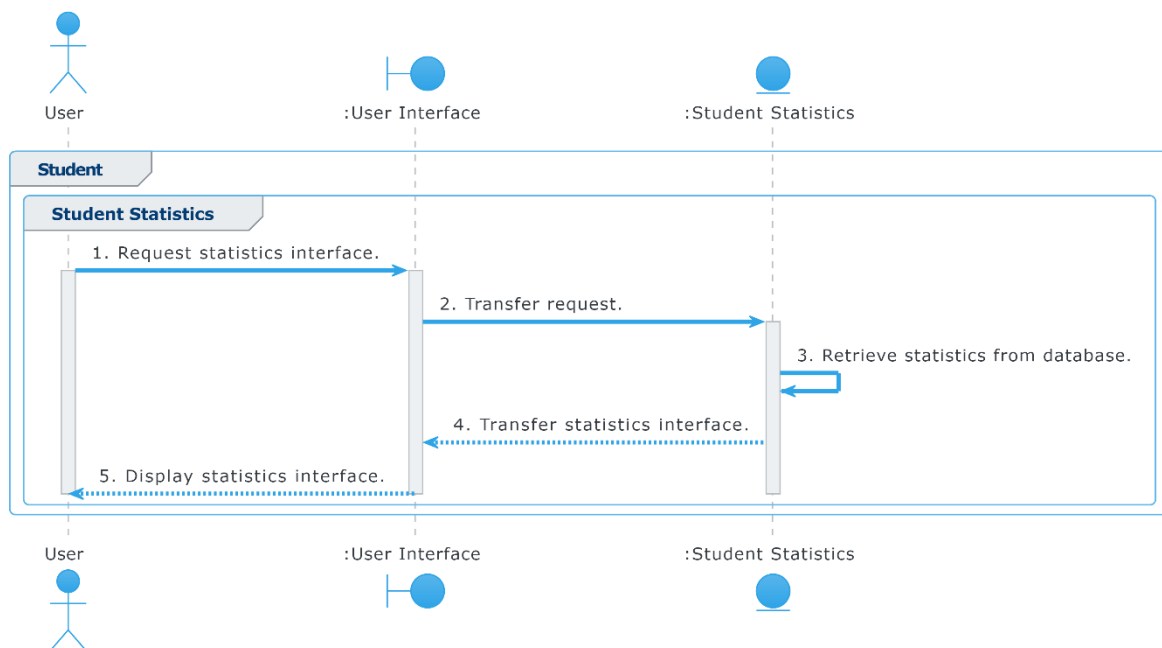 User
:User Interface
:Student Statistics
Student
Student Statistics
1. Request statistics interface.
2. Transfer request.
3. Retrieve statistics from database.
4. Transfer statistics interface.
5. Display statistics interface.
User
:User Interface
:Student Statistics